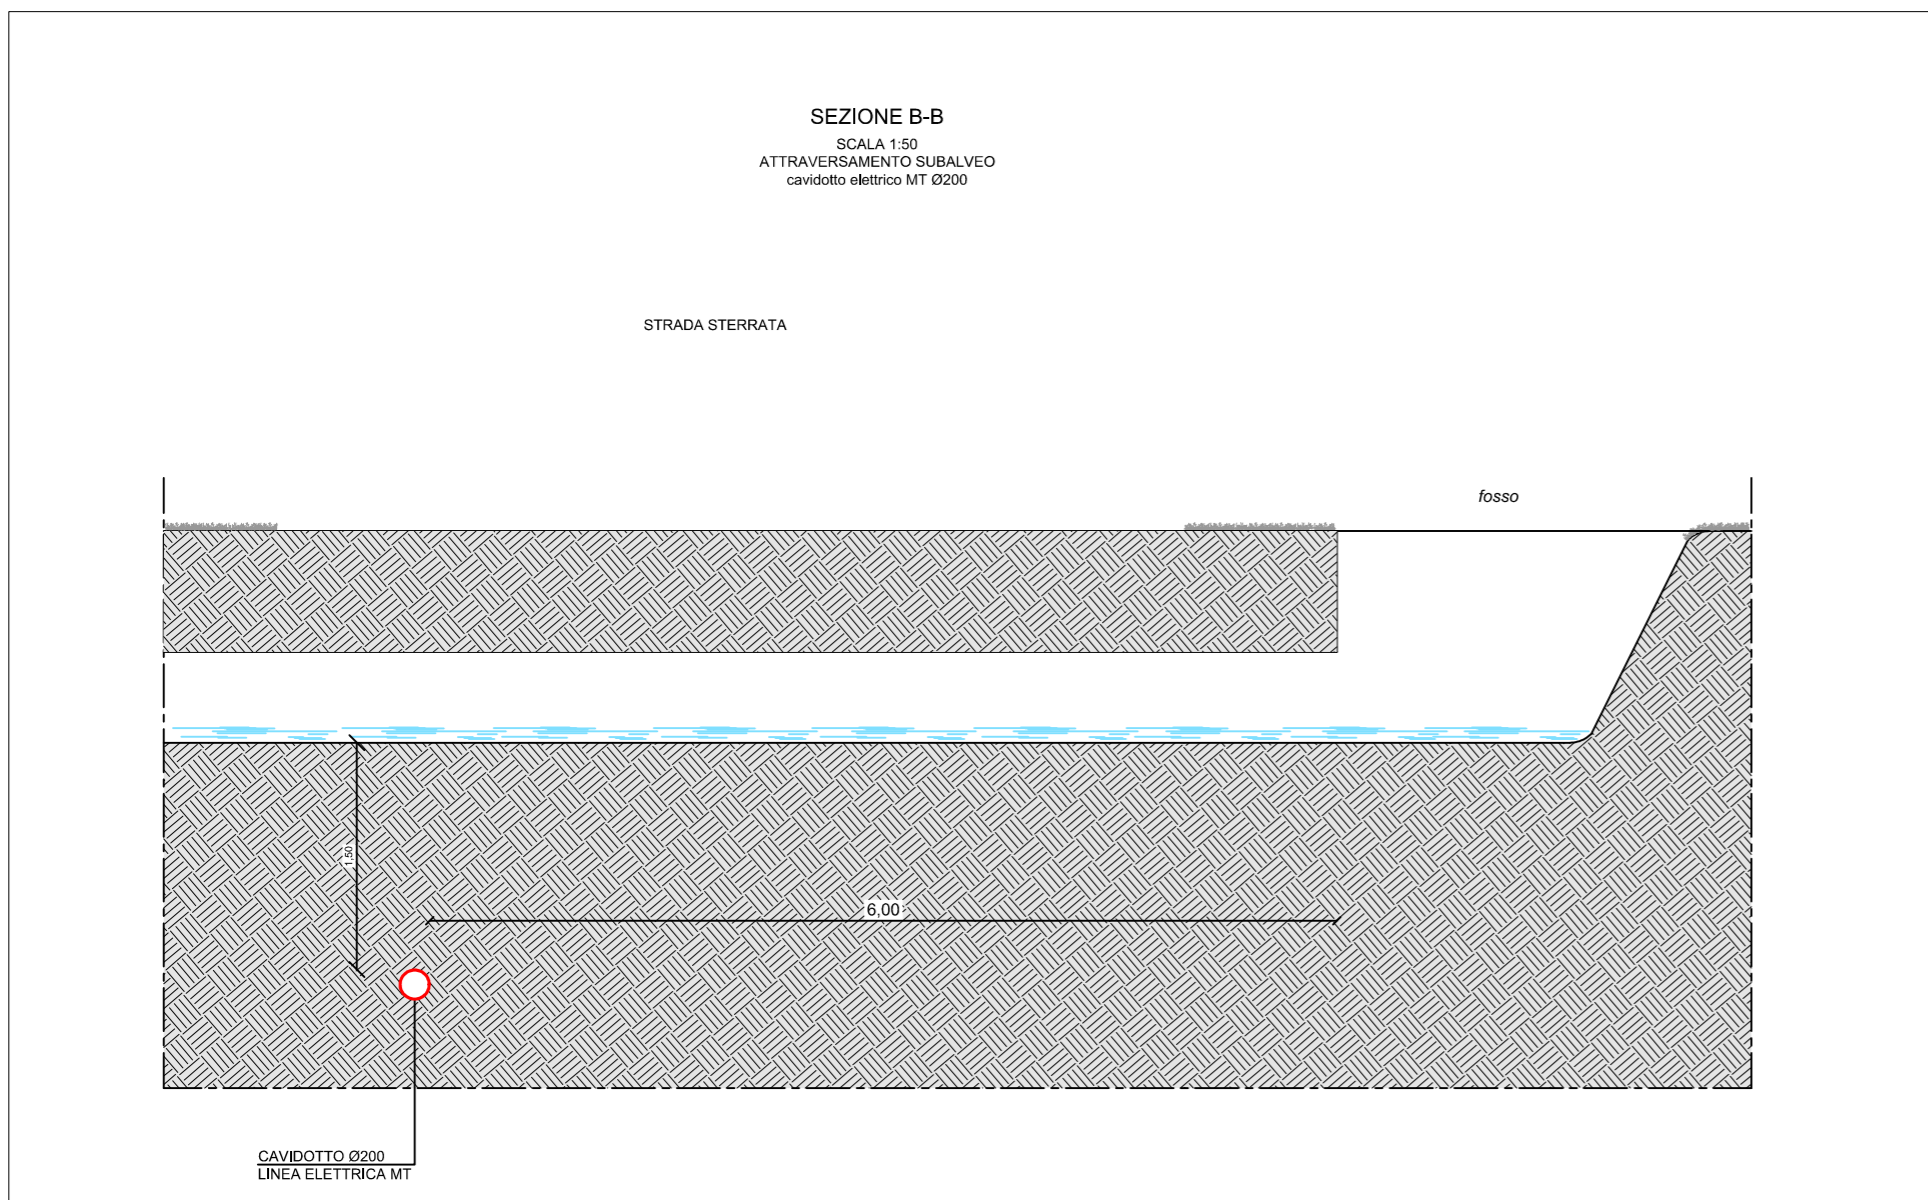 SEZIONE B-B
SCALA 1:50
ATTRAVERSAMENTO SUBALVEO
cavidotto elettrico MT Ø200
STRADA STERRATA
fosso
1,50
6,00
CAVIDOTTO Ø200
LINEA ELETTRICA MT